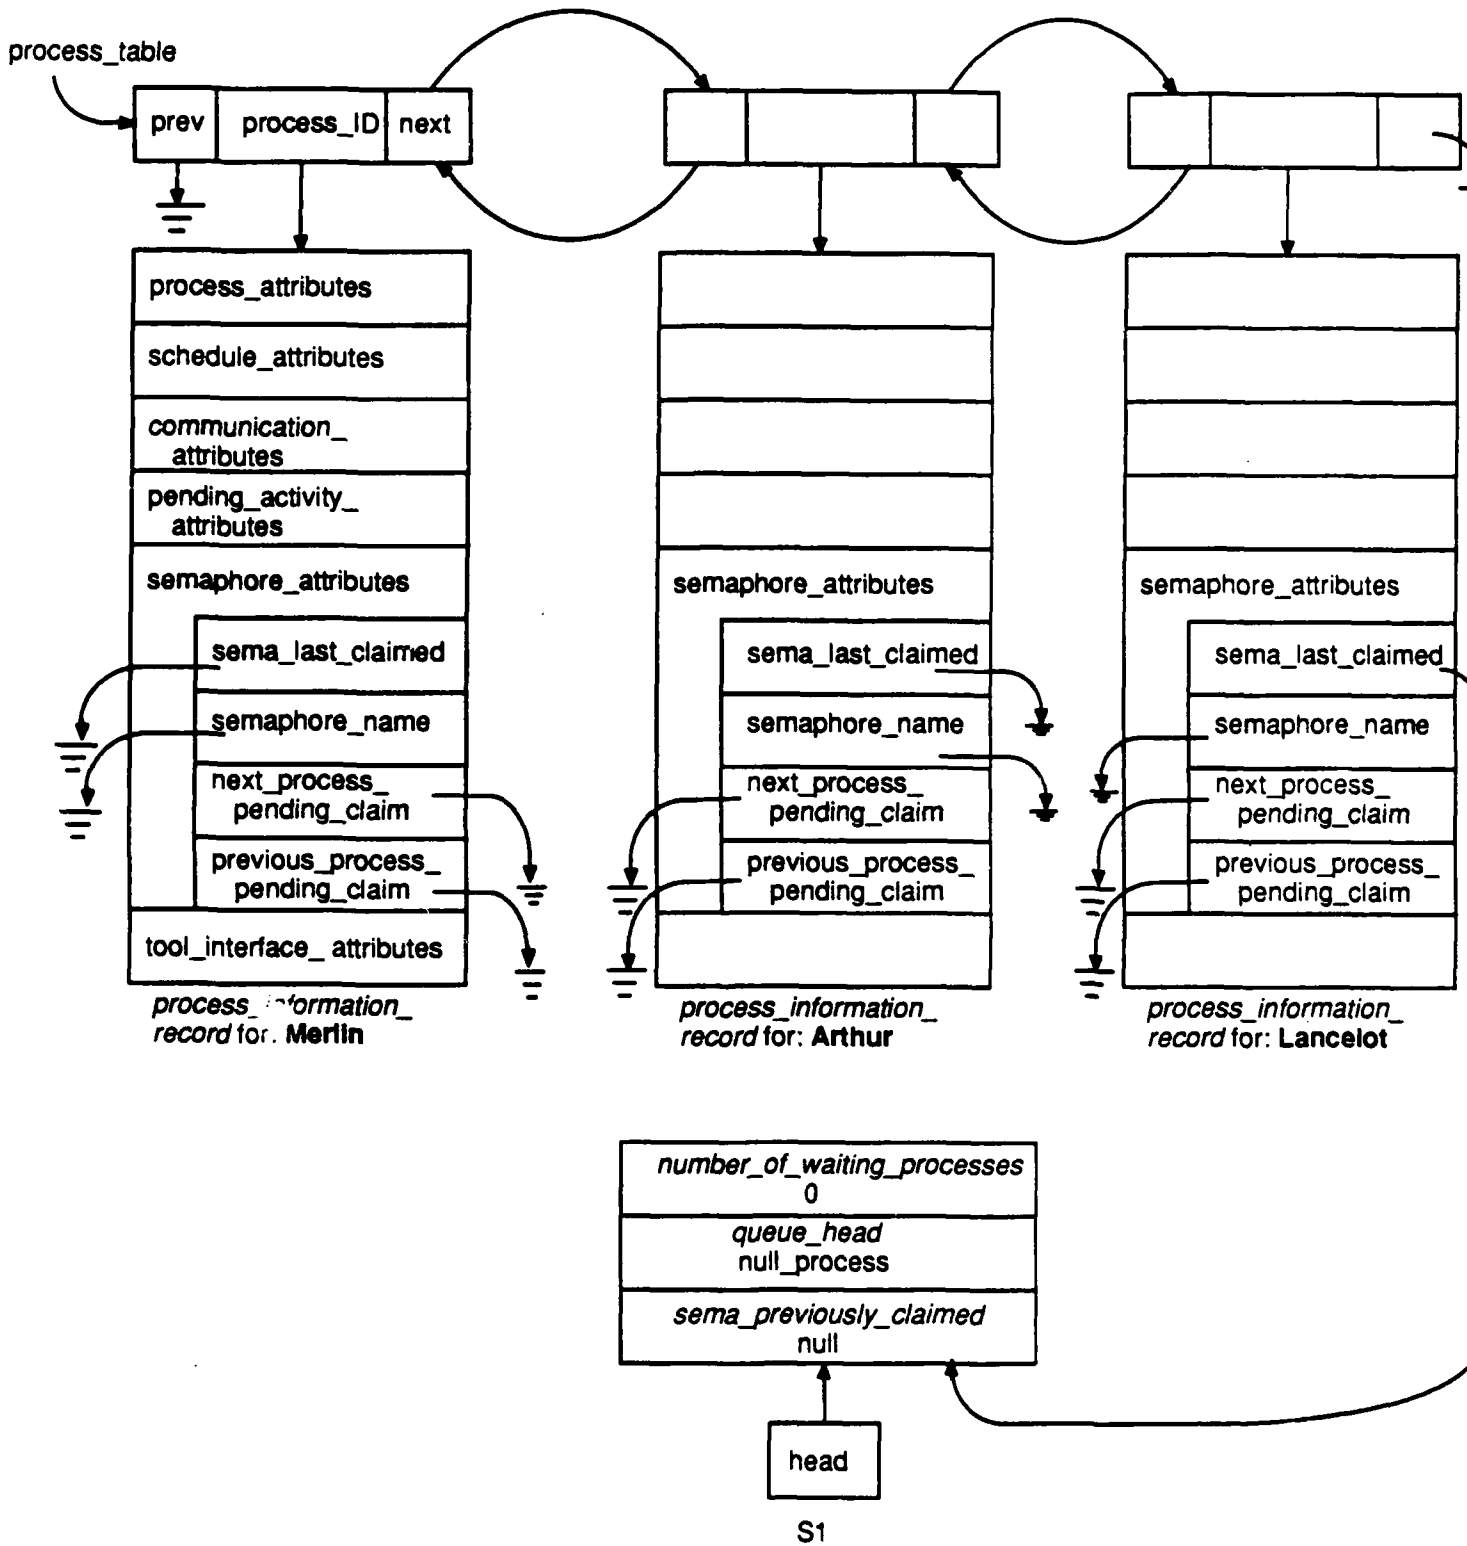 process_table
prev
process_ID
next
process_attributes
schedule_attributes
communication_
attributes
pending_activity_
attributes
semaphore_attributes
sema_last_claimed
semaphore_name
next_process_
pending_claim
previous_process_
pending_claim
tool_interface_ attributes
record for: Merlin
semaphore_attributes
sema_last_claimed
semaphore_name
next_process_
pending_claim
previous_process_
pending_claim
process_information_
record for: Arthur
semaphore_attributes
sema_last_claimed
semaphore_name
next_process_
pending_claim
previous_process_
pending_claim
process_information_
record for: Lancelot
number_of_waiting_processes
0
queue_head
null_process
sema_previously_claimed
null
head
S1